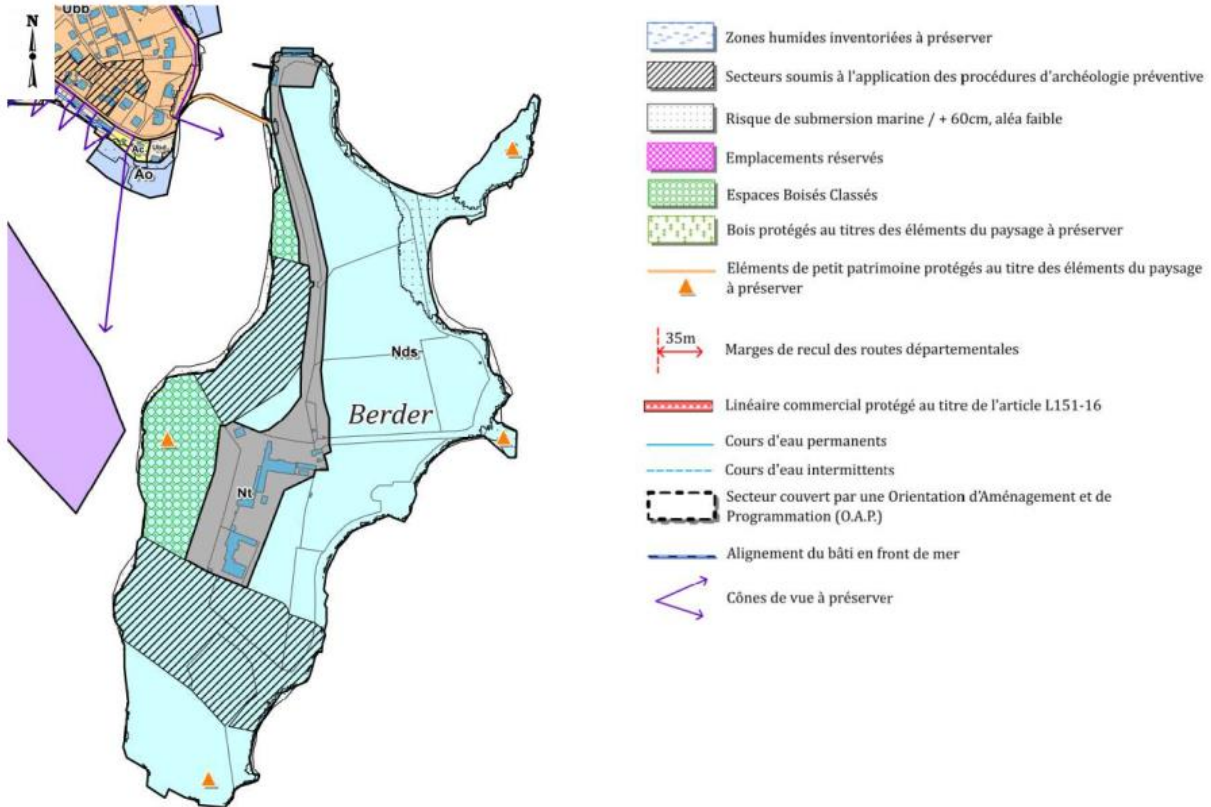 Ubb
N
Ac
Ubd
Ao
Nds
Berder
Nt
Zones humides inventoriées à préserver
Secteurs soumis à l'application des procédures d'archéologie préventive
Risque de submersion marine / + 60cm, aléa faible
Emplacements réservés
Espaces Boisés Classés
Bois protégés au titres des éléments du paysage à préserver
Eléments de petit patrimoine protégés au titre des éléments du paysage
à préserver
35m
Marges de recul des routes départementales
Linéaire commercial protégé au titre de l'article L151-16
Cours d'eau permanents
Cours d'eau intermittents
Secteur couvert par une Orientation d'Aménagement et de
Programmation (O.A.P.)
Alignement du bâti en front de mer
Cônes de vue à préserver